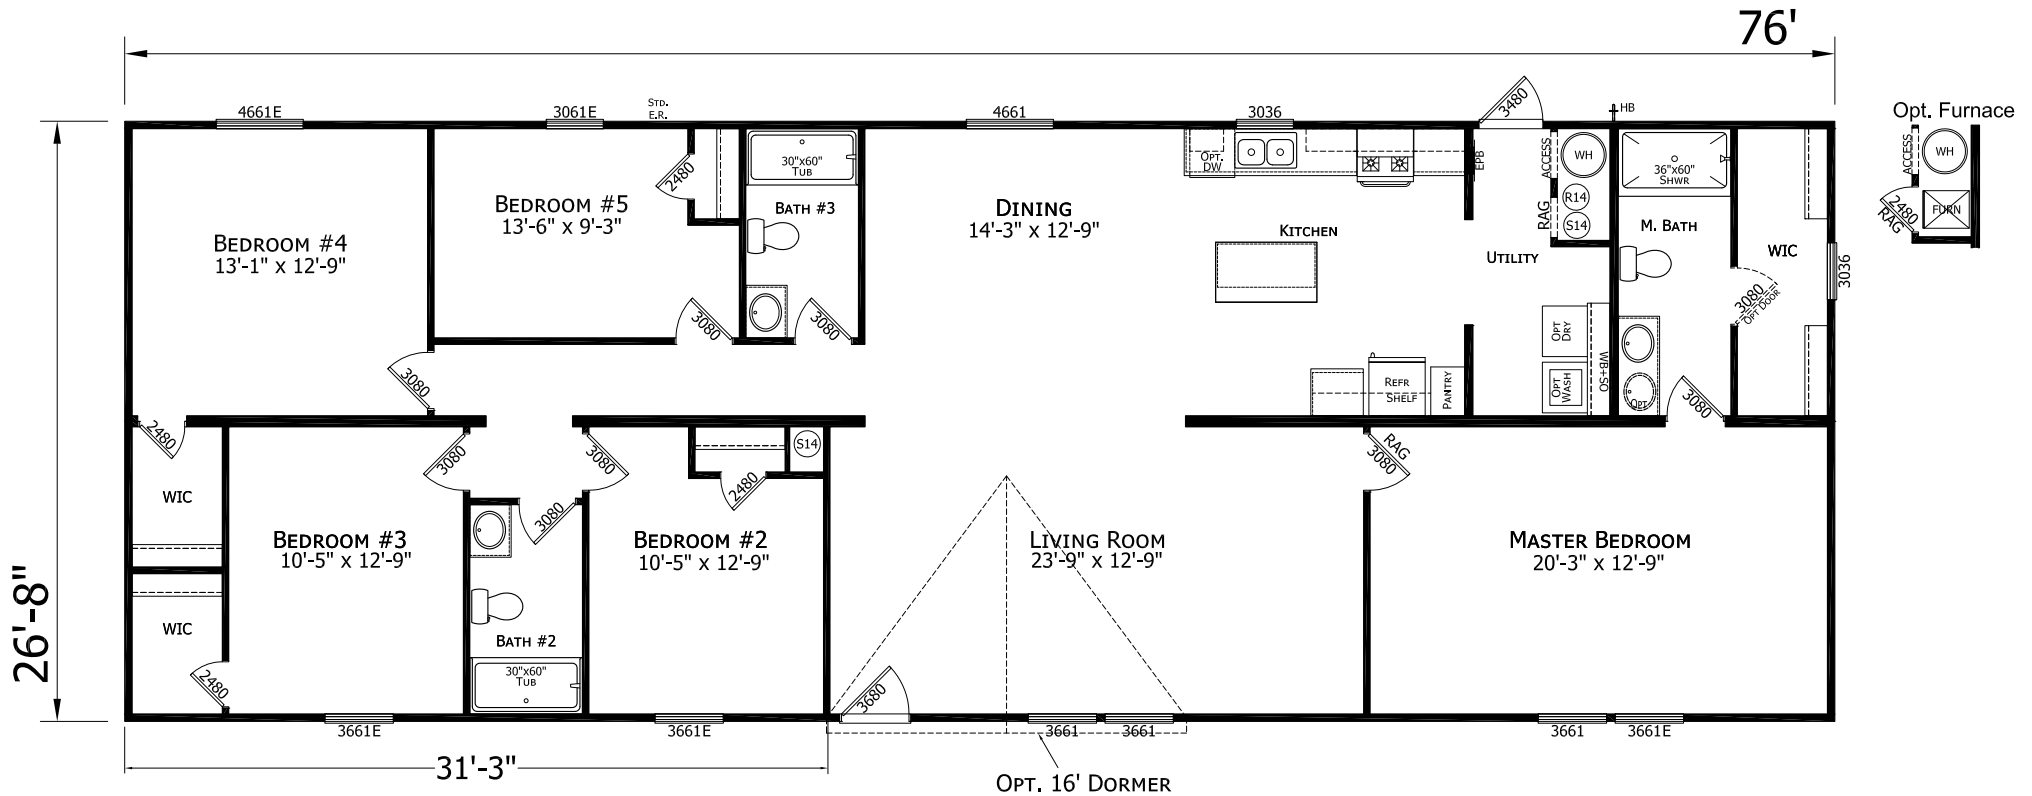 76'
4661E
3061E
STD.
E.R.
4661
3036
3480
HB
Opt. Furnace
30"x60"
TUB
2480
BATH #3
BEDROOM #5
13'-6" x 9'-3"
BEDROOM #4
13'-1" x 12'-9"
3080
3080
3080
DINING
14'-3" x 12'-9"
OPT.
DW
KITCHEN
EPB
UTILITY
ACCESS
WH
RAG
R14
S14
36"x60"
SHWR
M. BATH
WIC
3080
OPT DOOR
3036
ACCESS
WH
2480
RAG
FURN
OPT
DRY
OPT
WASH
WB+SO
OPT
3080
REFR
SHELF
PANTRY
26'-8"
2480
WIC
WIC
2480
3080
BEDROOM #3
10'-5" x 12'-9"
3080
3080
BATH #2
30"x60"
TUB
2480
S14
BEDROOM #2
10'-5" x 12'-9"
LIVING ROOM
23'-9" x 12'-9"
RAG
3080
MASTER BEDROOM
20'-3" x 12'-9"
3680
3661E
3661E
3661
3661
3661
3661E
31'-3"
OPT. 16' DORMER